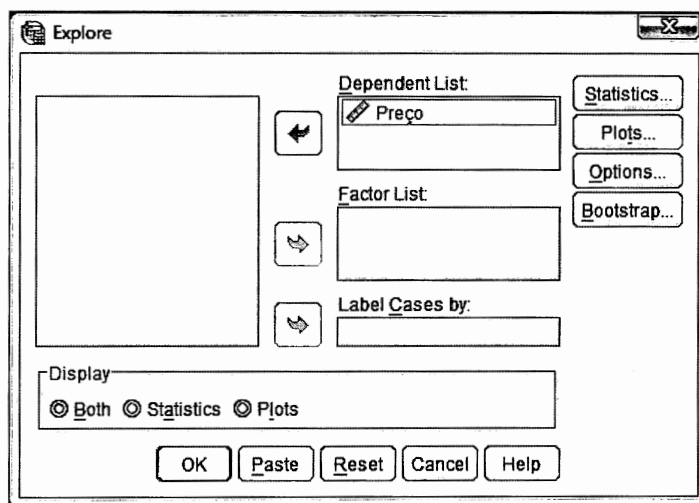 Explore
Dependent List:
Preço
Statistics...
Plots...
Options...
Bootstrap...
Factor List:
Label Cases by:
Display
Both Statistics Plots
OK Paste Reset Cancel Help